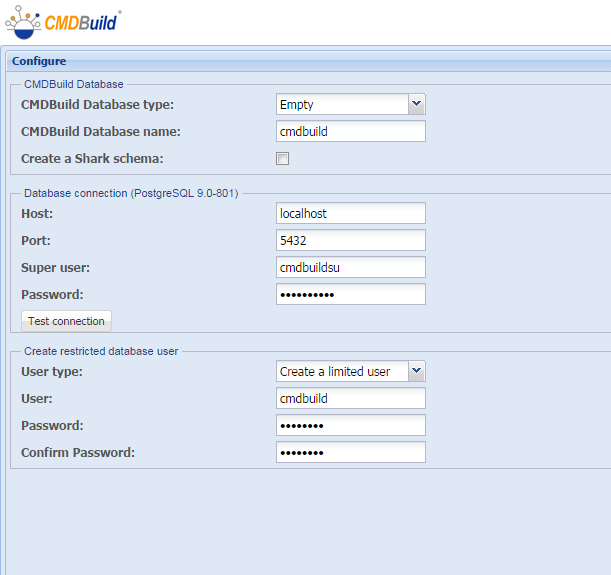 CMDBuild®
Configure
CMDBuild Database
CMDBuild Database type: Empty
CMDBuild Database name: cmdbuild
Create a Shark schema:
Database connection (PostgreSQL 9.0-801)
Host: localhost
Port: 5432
Super user: cmdbuildsu
Password: ••••••••••
Test connection
Create restricted database user
User type: Create a limited user
User: cmdbuild
Password: ••••••••
Confirm Password: ••••••••